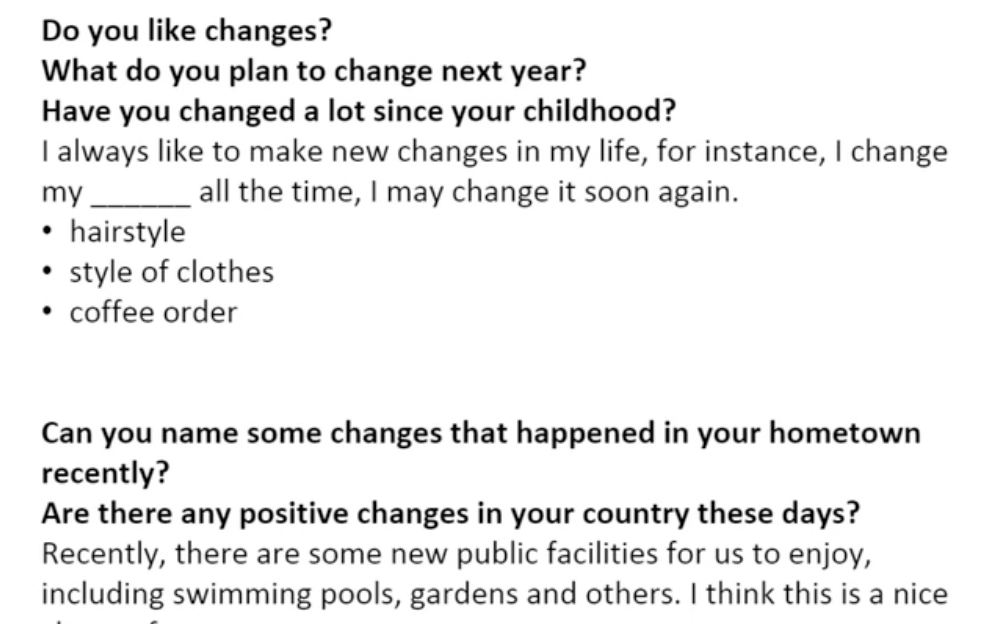 Do you like changes?
What do you plan to change next year?
Have you changed a lot since your childhood?
I always like to make new changes in my life, for instance, I change
my ______ all the time, I may change it soon again.
• hairstyle
• style of clothes
• coffee order
Can you name some changes that happened in your hometown
recently?
Are there any positive changes in your country these days?
Recently, there are some new public facilities for us to enjoy,
including swimming pools, gardens and others. I think this is a nice